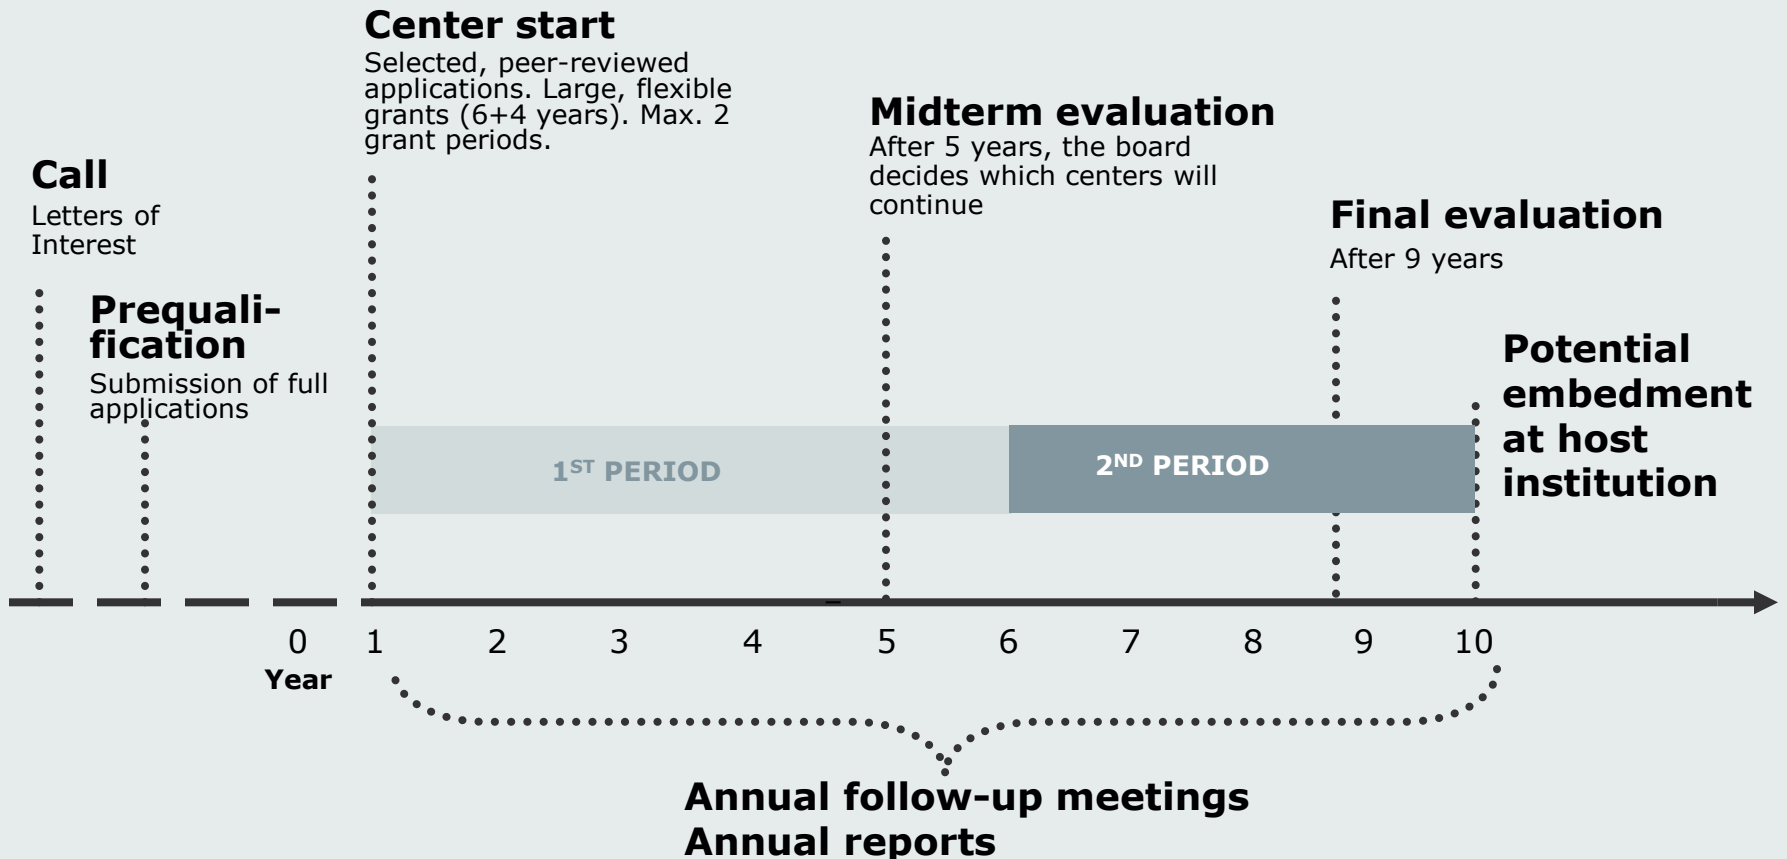 Call
Letters of
Interest
Prequali-
fication
Submission of full
applications
Center start
Selected, peer-reviewed
applications. Large, flexible
grants (6+4 years). Max. 2
grant periods.
Midterm evaluation
After 5 years, the board
decides which centers will
continue
Final evaluation
After 9 years
Potential
embedment
at host
institution
1ST PERIOD
2ND PERIOD
0 1 2 3 4 5 6 7 8 9 10
Year
Annual follow-up meetings
Annual reports